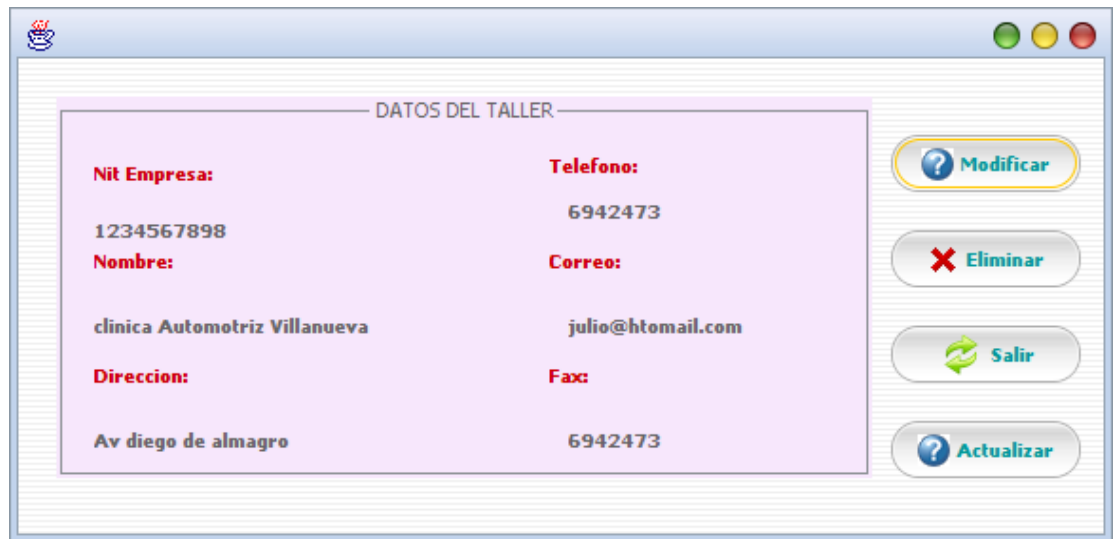 DATOS DEL TALLER
Nit Empresa:
Telefono:
1234567898
6942473
Nombre:
Correo:
clinica Automotriz Villanueva
julio@htomail.com
Direccion:
Fax:
Av diego de almagro
6942473
Modificar
Eliminar
Salir
Actualizar